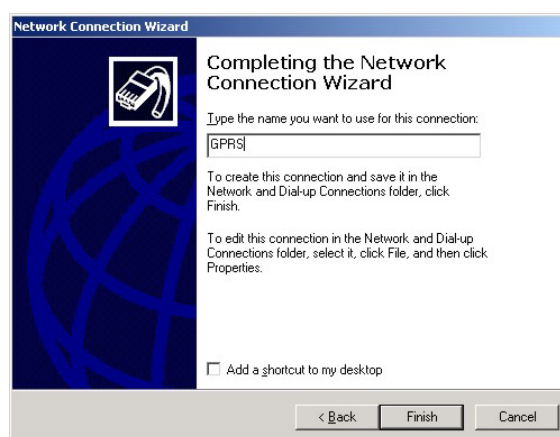 Network Connection Wizard
Completing the Network
Connection Wizard
Type the name you want to use for this connection:
GPRS
To create this connection and save it in the
Network and Dial-up Connections folder, click
Finish.
To edit this connection in the Network and Dial-up
Connections folder, select it, click File, and then click
Properties.
Add a shortcut to my desktop
< Back
Finish
Cancel